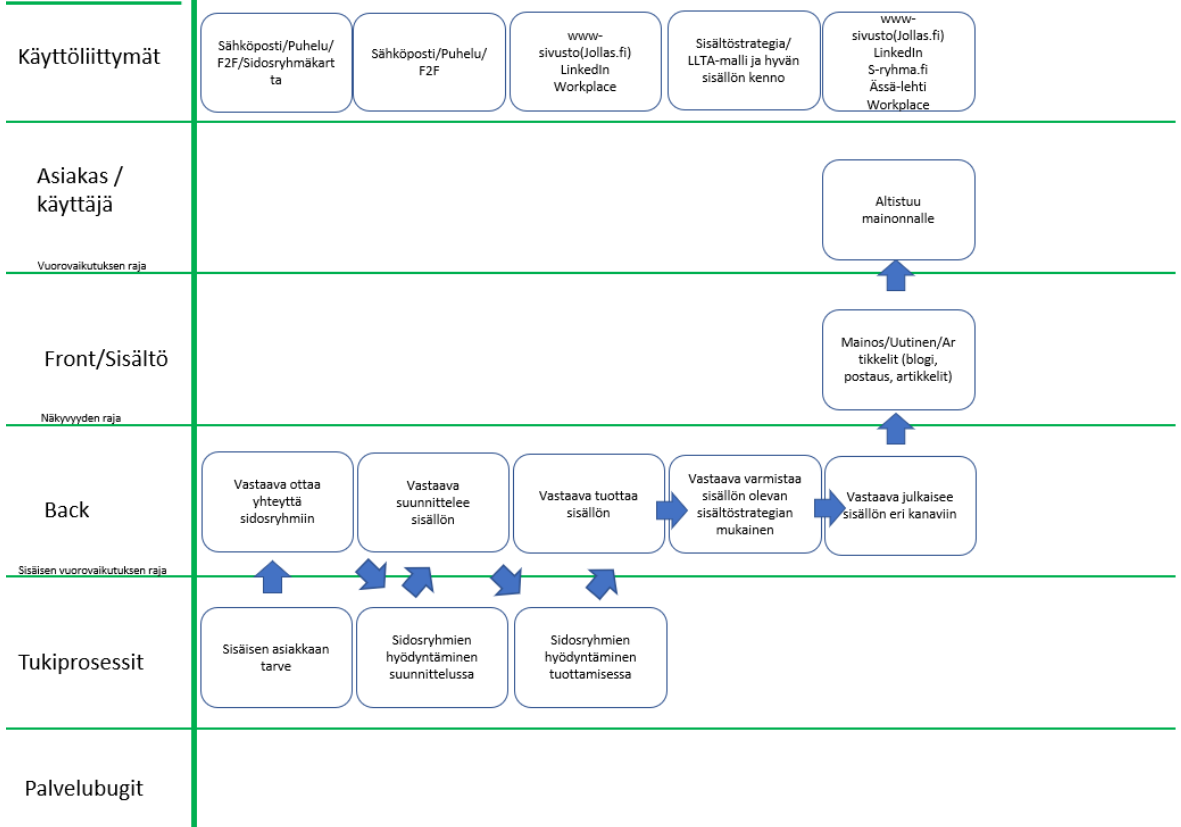 Käyttöliittymät
Sähköposti/Puhelu/
F2F/Sidosryhmäkar
tta
Sähköposti/Puhelu/
F2F
www-
sivusto(Jollas.fi)
LinkedIn
Workplace
Sisältöstrategia/
LLTA-malli ja hyvän
sisällön kenno
www-
sivusto(Jollas.fi)
LinkedIn
S-ryhma.fi
Ässä-lehti
Workplace
Asiakas /
käyttäjä
Altistuu
mainonnalle
Vuorovaikutuksen raja
Front/Sisältö
Mainos/Uutinen/Ar
tikkelit (blogi,
postaus, artikkelit)
Näkyvyyden raja
Back
Vastaava ottaa
yhteyttä
sidosryhmiin
Vastaava
suunnittelee
sisällön
Vastaava tuottaa
sisällön
Vastaava varmistaa
sisällön olevan
sisältöstrategian
mukainen
Vastaava julkaisee
sisällön eri kanaviin
Sisäisen vuorovaikutuksen raja
Tukiprosessit
Sisäisen asiakkaan
tarve
Sidosryhmien
hyödyntäminen
suunnittelussa
Sidosryhmien
hyödyntäminen
tuottamisessa
Palvelubugit